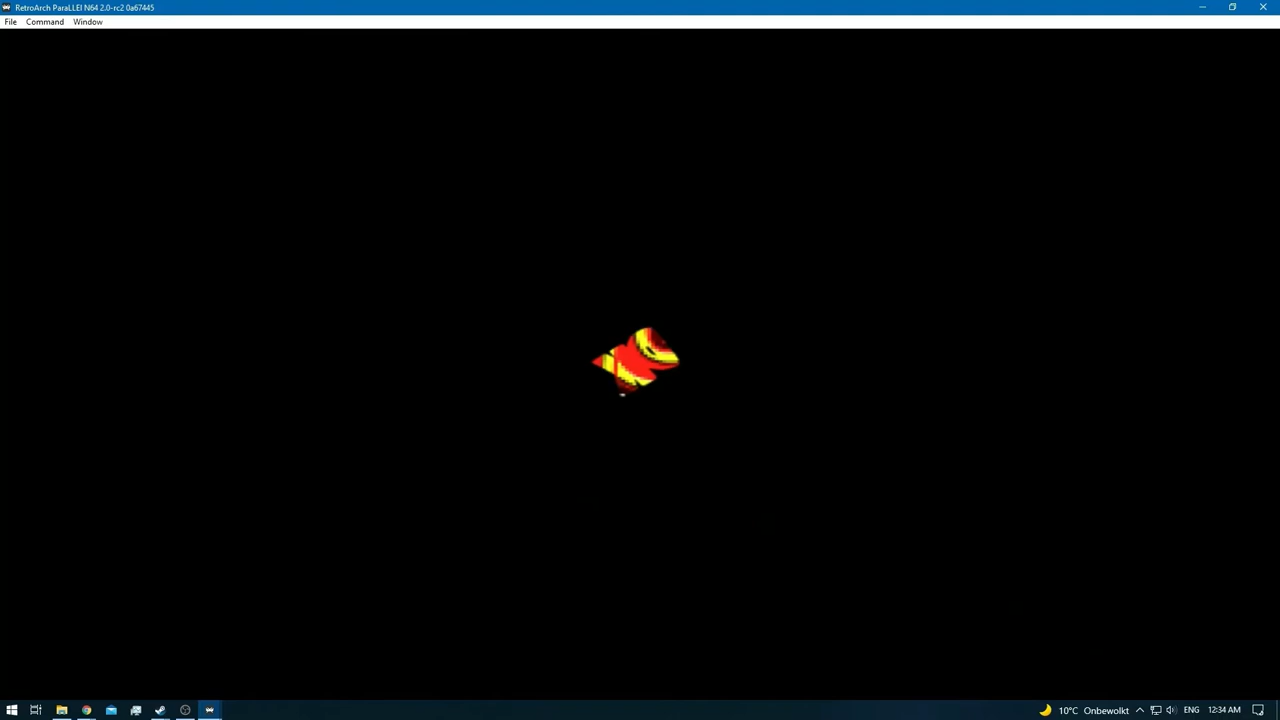 RetroArch ParaLLEl N64 2.0-rc2 0a67445
File Command Window
10°C Onbewolkt ENG 12:34 AM